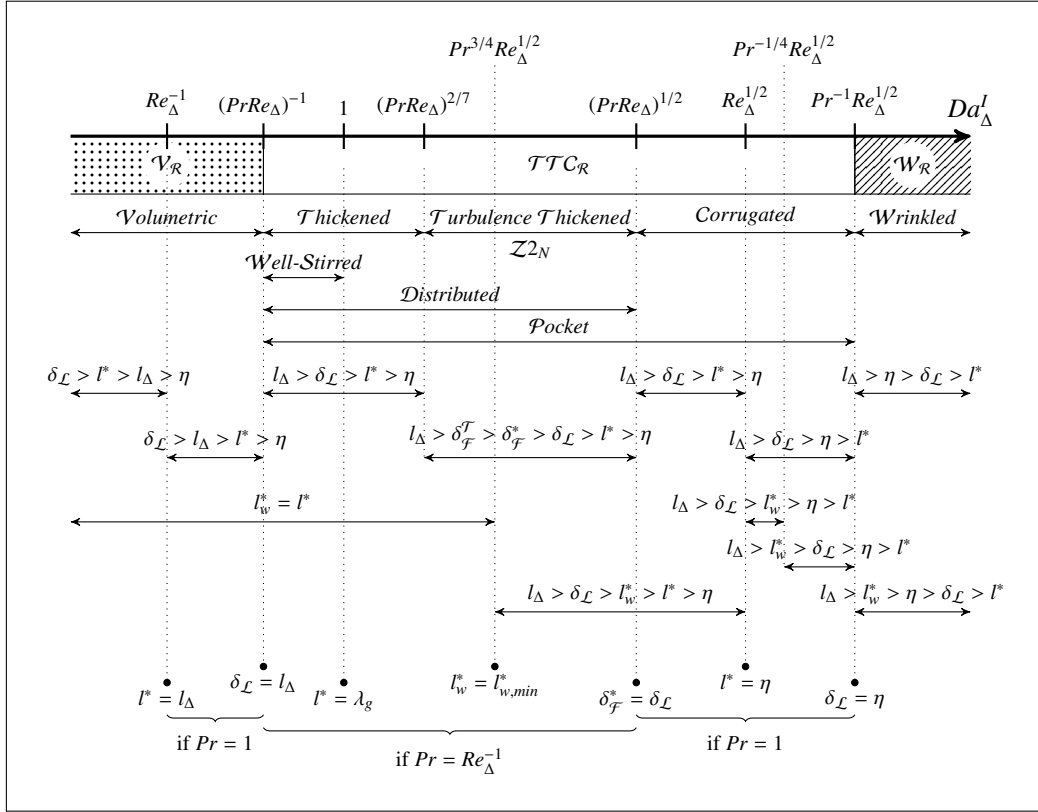 Pr^{3/4}Re_Δ^{1/2} Pr^{-1/4}Re_Δ^{1/2}
Re_Δ^{-1} (PrRe_Δ)^{-1} 1 (PrRe_Δ)^{2/7} (PrRe_Δ)^{1/2} Re_Δ^{1/2} Pr^{-1}Re_Δ^{1/2} Da_Δ^I
𝒱_ℛ 𝒯𝒯C_ℛ 𝒲_ℛ
Volumetric Thickened Turbulence Thickened Corrugated Wrinkled
𝒵2_N
Well-Stirred
Distributed
Pocket
δ_ℒ > l* > l_Δ > η l_Δ > δ_ℒ > l* > η l_Δ > δ_ℒ > l* > η l_Δ > η > δ_ℒ > l*
δ_ℒ > l_Δ > l* > η l_Δ > δ_ℱ^𝒯 > δ_ℱ^* > δ_ℒ > l* > η l_Δ > δ_ℒ > η > l*
l_w^* = l* l_Δ > δ_ℒ > l_w^* > η > l*
l_Δ > l_w^* > δ_ℒ > η > l*
l_Δ > δ_ℒ > l_w^* > l* > η l_Δ > l_w^* > η > δ_ℒ > l*
l* = l_Δ δ_ℒ = l_Δ l* = λ_g l_w^* = l_{w,min}^* δ_ℱ^* = δ_ℒ l* = η δ_ℒ = η
if Pr = 1 if Pr = Re_Δ^{-1} if Pr = 1